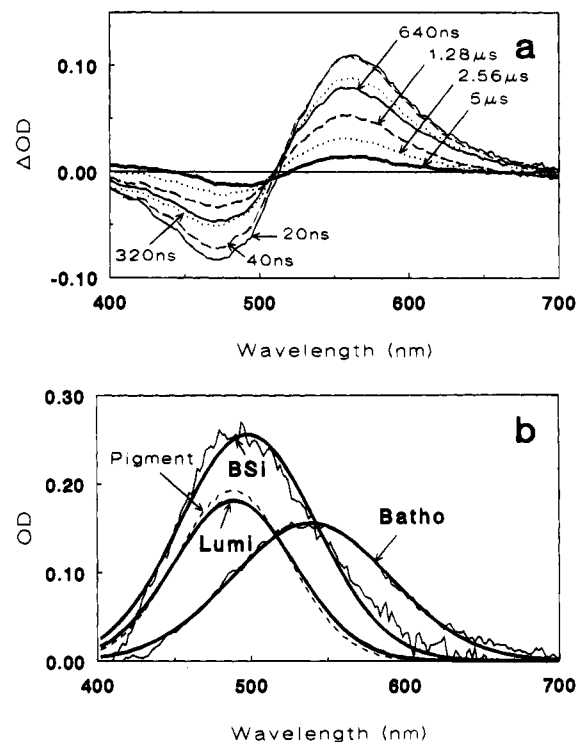 a
640ns
1.28µs
2.56µs
5µs
0.10
0.00
-0.10
ΔOD
320ns
20ns
40ns
400 500 600 700
Wavelength (nm)
b
0.30
0.20
0.10
0.00
OD
Pigment
BSi
Lumi
Batho
400 500 600 700
Wavelength (nm)